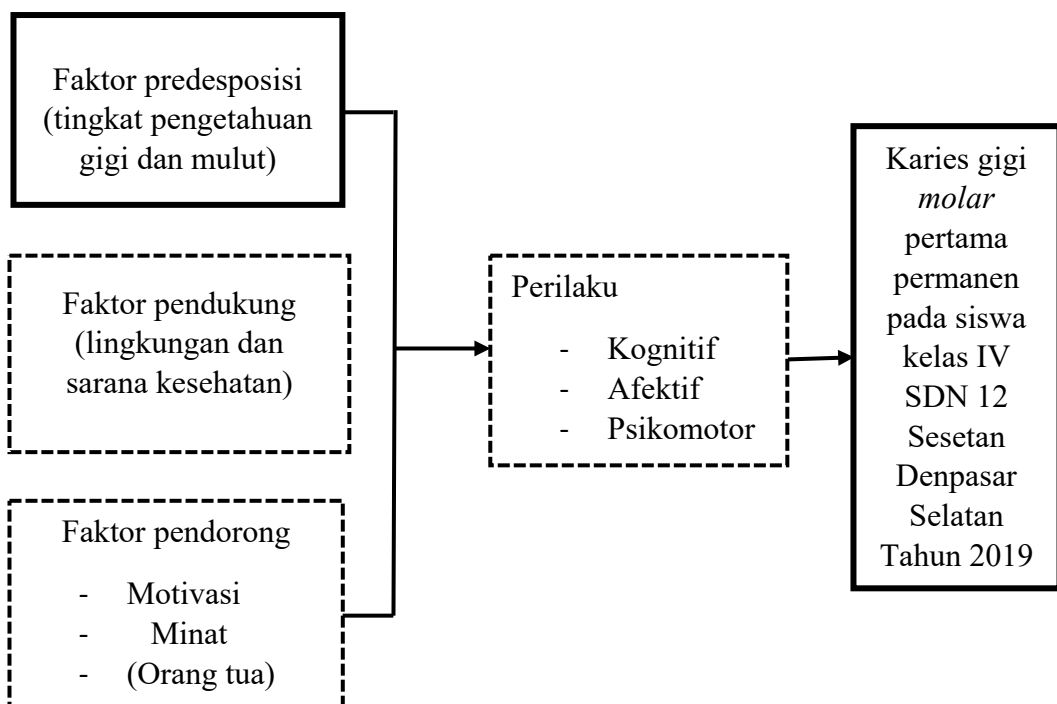 Faktor predesposisi
(tingkat pengetahuan
gigi dan mulut)
Faktor pendukung
(lingkungan dan
sarana kesehatan)
Faktor pendorong
- Motivasi
- Minat
- (Orang tua)
Perilaku
- Kognitif
- Afektif
- Psikomotor
Karies gigi
molar
pertama
permanen
pada siswa
kelas IV
SDN 12
Sesetan
Denpasar
Selatan
Tahun 2019